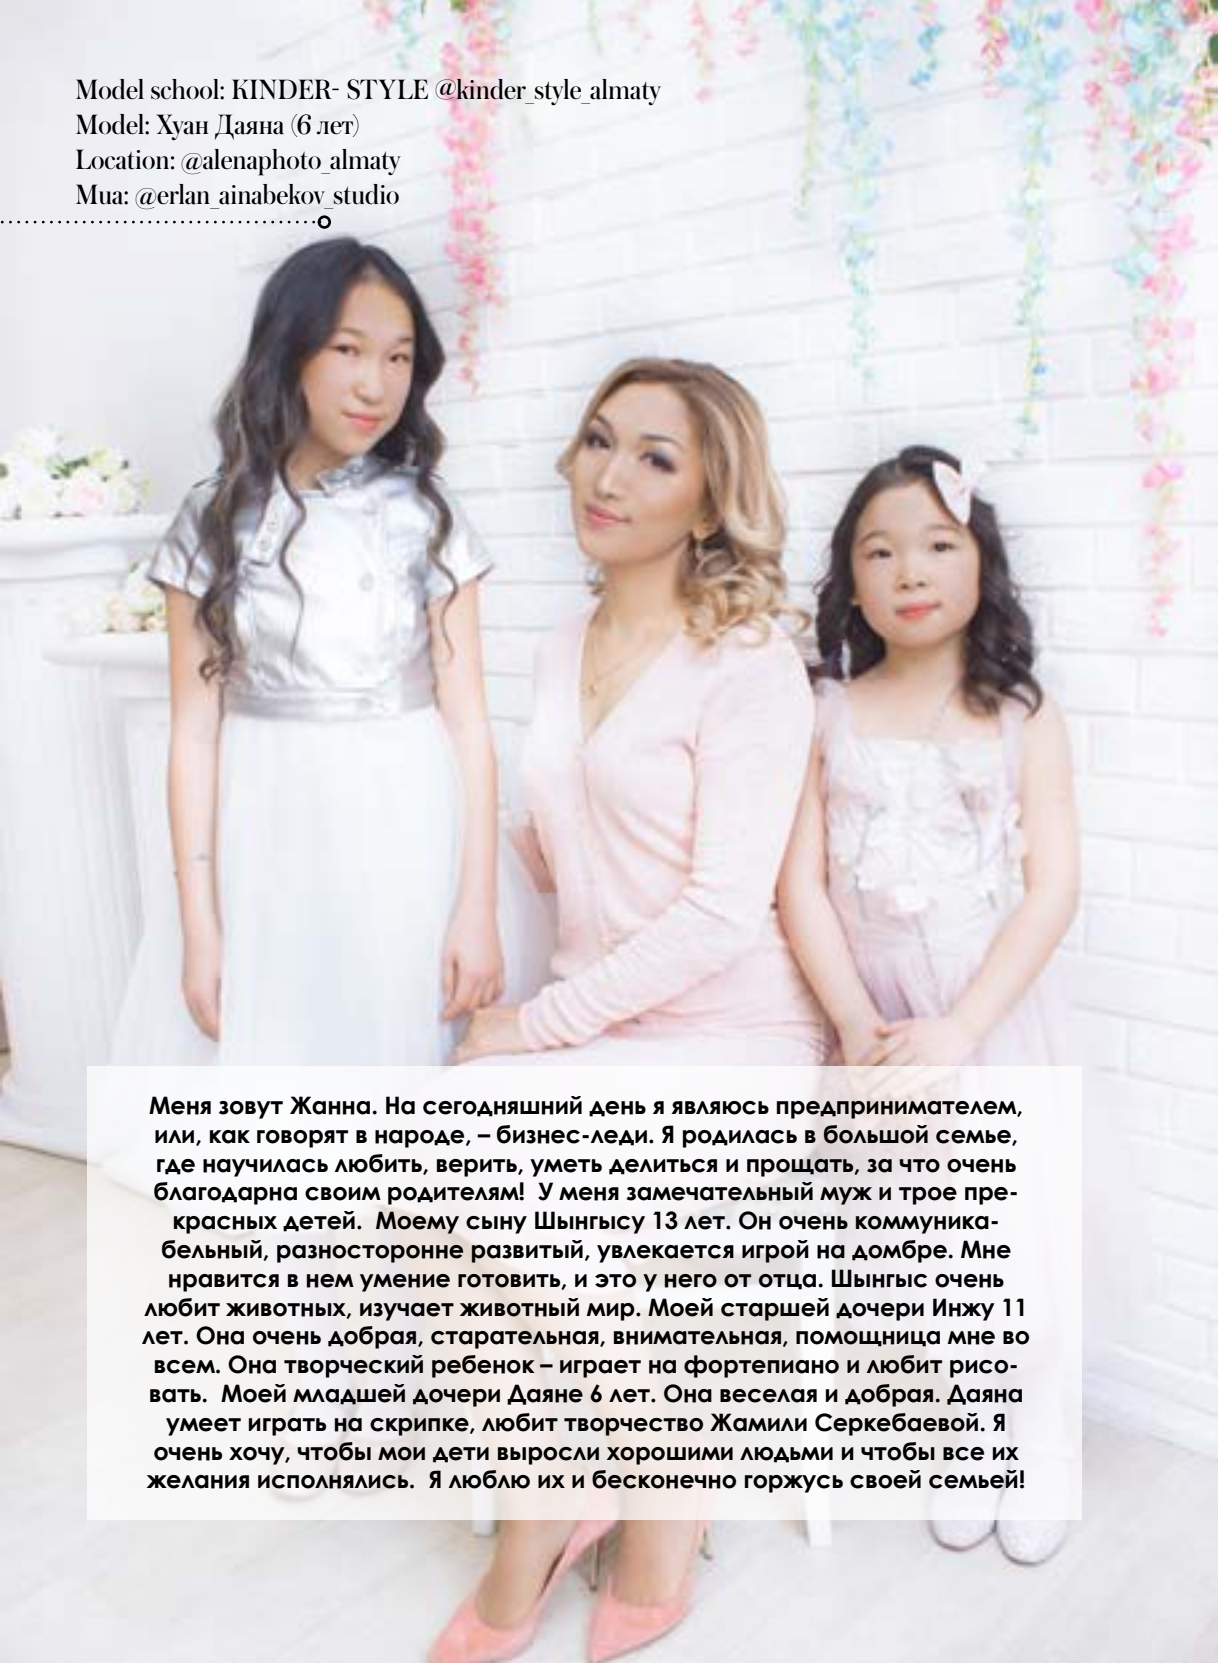 Model school: KINDER- STYLE @kinder_style_almaty
Model: Хуан Даяна (6 лет)
Location: @alenaphoto_almaty
Mua: @erlan_ainabekov_studio
Меня зовут Жанна. На сегодняшний день я являюсь предпринимателем,
или, как говорят в народе, – бизнес-леди. Я родилась в большой семье,
где научилась любить, верить, уметь делиться и прощать, за что очень
благодарна своим родителям! У меня замечательный муж и трое пре-
красных детей. Моему сыну Шынгысу 13 лет. Он очень коммуника-
бельный, разносторонне развитый, увлекается игрой на домбре. Мне
нравится в нем умение готовить, и это у него от отца. Шынгыс очень
любит животных, изучает животный мир. Моей старшей дочери Инжу 11
лет. Она очень добрая, старательная, внимательная, помощница мне во
всем. Она творческий ребенок – играет на фортепиано и любит рисо-
вать. Моей младшей дочери Даяне 6 лет. Она веселая и добрая. Даяна
умеет играть на скрипке, любит творчество Жамили Серкебаевой. Я
очень хочу, чтобы мои дети выросли хорошими людьми и чтобы все их
желания исполнялись. Я люблю их и бесконечно горжусь своей семьей!